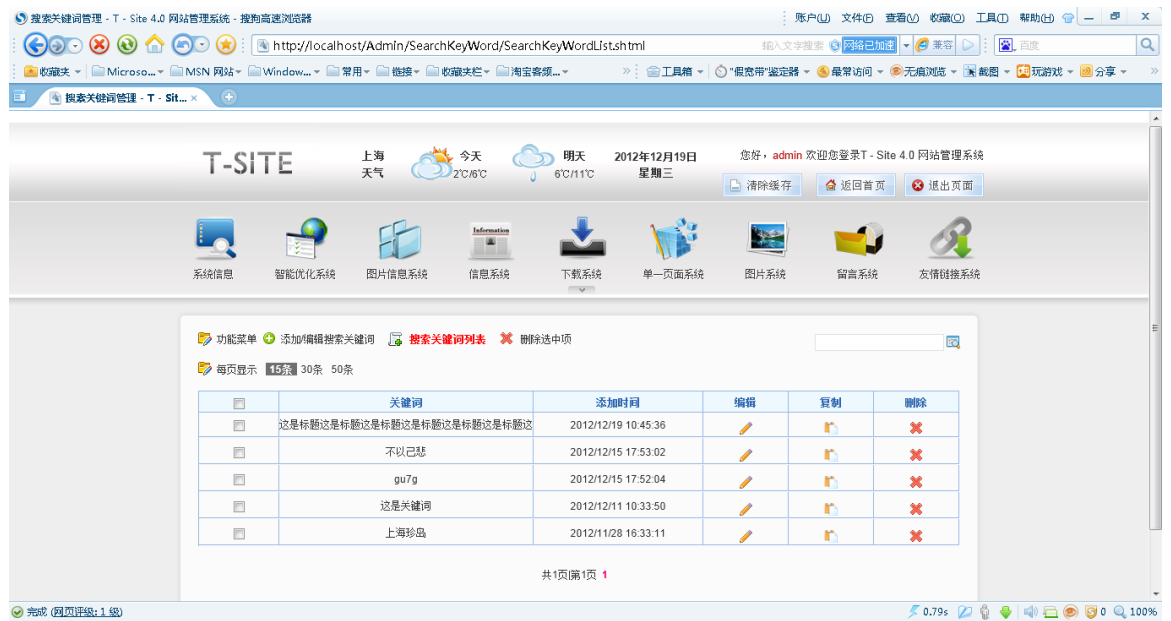 搜索关键词管理 - T - Site 4.0 网站管理系统 - 搜狗高速浏览器
账户(U) 文件(F) 查看(V) 收藏(O) 工具(T) 帮助(H)
http://localhost/Admin/SearchKeyWord/SearchKeyWordList.shtml 输入文字搜索 网络已加速 兼容 百度
收藏夹 Microso... MSN 网站 Window... 常用 链接 收藏夹栏 淘宝客频... » 工具箱 "假宽带"鉴定器 最常访问 无痕浏览 截图 玩游戏 分享 »
搜索关键词管理 - T - Sit... ×
T-SITE
上海 今天 明天 2012年12月19日 您好,admin 欢迎您登录T - Site 4.0 网站管理系统
天气 2℃/6℃ 6℃/11℃ 星期三
清除缓存 返回首页 退出页面
Information
系统信息 智能优化系统 图片信息系统 信息系统 下载系统 单一页面系统 图片系统 留言系统 友情链接系统
功能菜单 添加/编辑搜索关键词 搜索关键词列表 删除选中项
每页显示 15条 30条 50条
关键词 添加时间 编辑 复制 删除
这是标题这是标题这是标题这是标题这是标题这是标题这 2012/12/19 10:45:36
不以己悲 2012/12/15 17:53:02
gu7g 2012/12/15 17:52:04
这是关键词 2012/12/11 10:33:50
上海珍岛 2012/11/28 16:33:11
共1页|第1页 1
完成 (网页评级: 1 级) 0.79s 0 100%